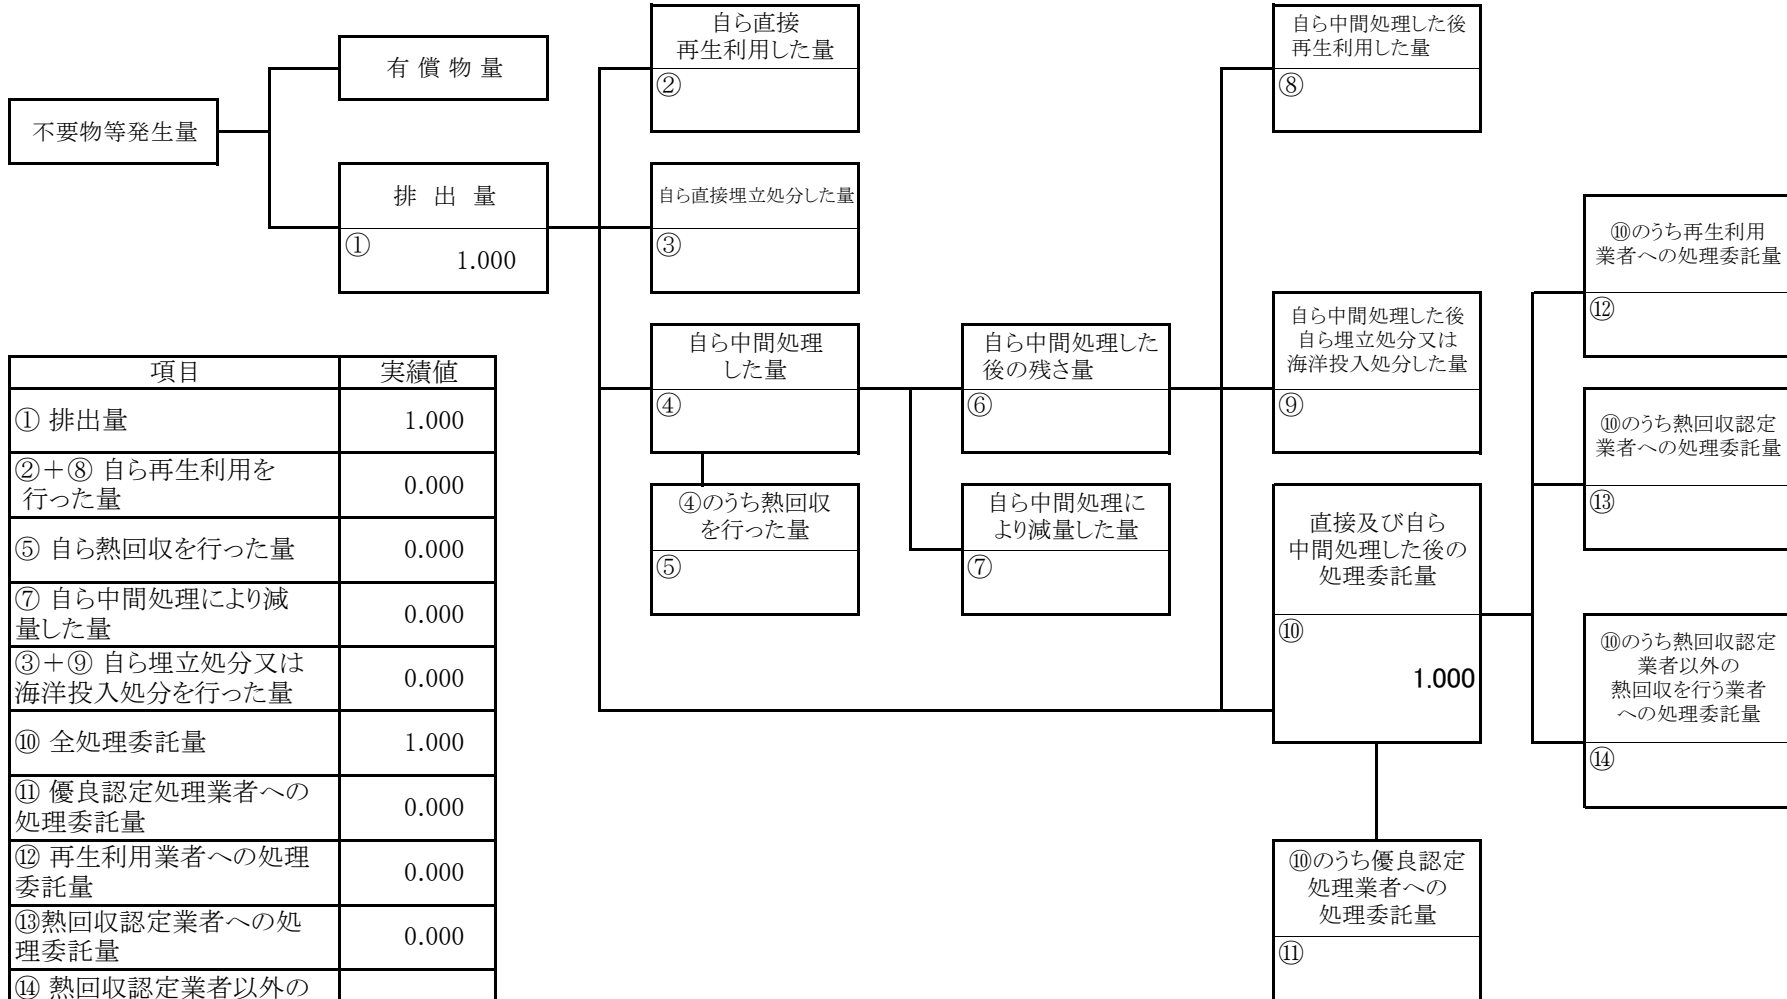 不要物等発生量
有 償 物 量
排 出 量
①
1.000
自ら直接
再生利用した量
②
自ら直接埋立処分した量
③
自ら中間処理
した量
④
④のうち熱回収
を行った量
⑤
自ら中間処理した
後の残さ量
⑥
自ら中間処理に
より減量した量
⑦
自ら中間処理した後
再生利用した量
⑧
自ら中間処理した後
自ら埋立処分又は
海洋投入処分した量
⑨
直接及び自ら
中間処理した後の
処理委託量
⑩
1.000
⑩のうち優良認定
処理業者への
処理委託量
⑪
⑩のうち再生利用
業者への処理委託量
⑫
⑩のうち熱回収認定
業者への処理委託量
⑬
⑩のうち熱回収認定
業者以外の
熱回収を行う業者
への処理委託量
⑭
項目 実績値
① 排出量 1.000
②＋⑧ 自ら再生利用を
行った量 0.000
⑤ 自ら熱回収を行った量 0.000
⑦ 自ら中間処理により減
量した量 0.000
③＋⑨ 自ら埋立処分又は
海洋投入処分を行った量 0.000
⑩ 全処理委託量 1.000
⑪ 優良認定処理業者への
処理委託量 0.000
⑫ 再生利用業者への処理
委託量 0.000
⑬熱回収認定業者への処
理委託量 0.000
⑭ 熱回収認定業者以外の